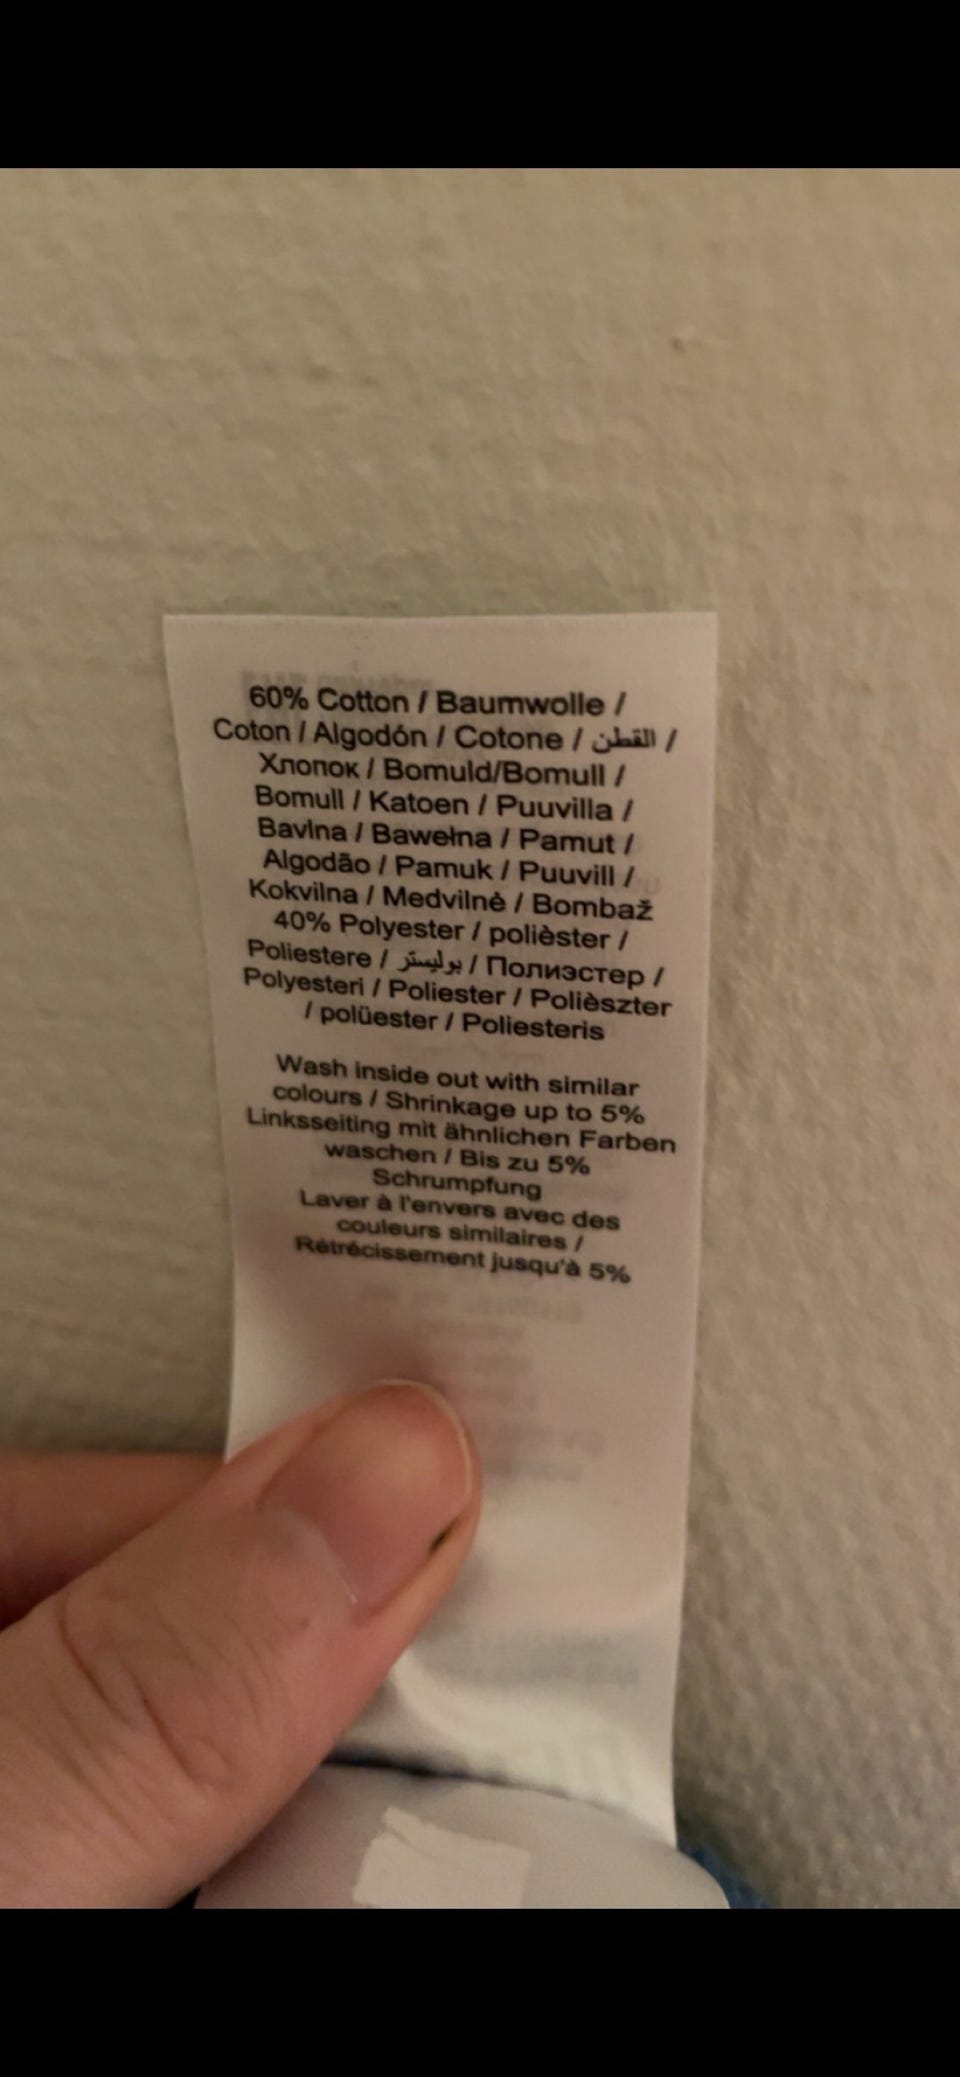 60% Cotton / Baumwolle /
Coton / Algodón / Cotone / القطن /
Хлопок / Bomuld/Bomull /
Bomull / Katoen / Puuvilla /
Bavlna / Bawełna / Pamut /
Algodão / Pamuk / Puuvill /
Kokvilna / Medvilnė / Bombaž
40% Polyester / polièster /
Poliestere / بوليستر / Полиэстер /
Polyesteri / Poliester / Polièszter
/ polüester / Poliesteris
Wash inside out with similar
colours / Shrinkage up to 5%
Linksseiting mit ähnlichen Farben
waschen / Bis zu 5%
Schrumpfung
Laver à l'envers avec des
couleurs similaires /
Rétrécissement jusqu'à 5%